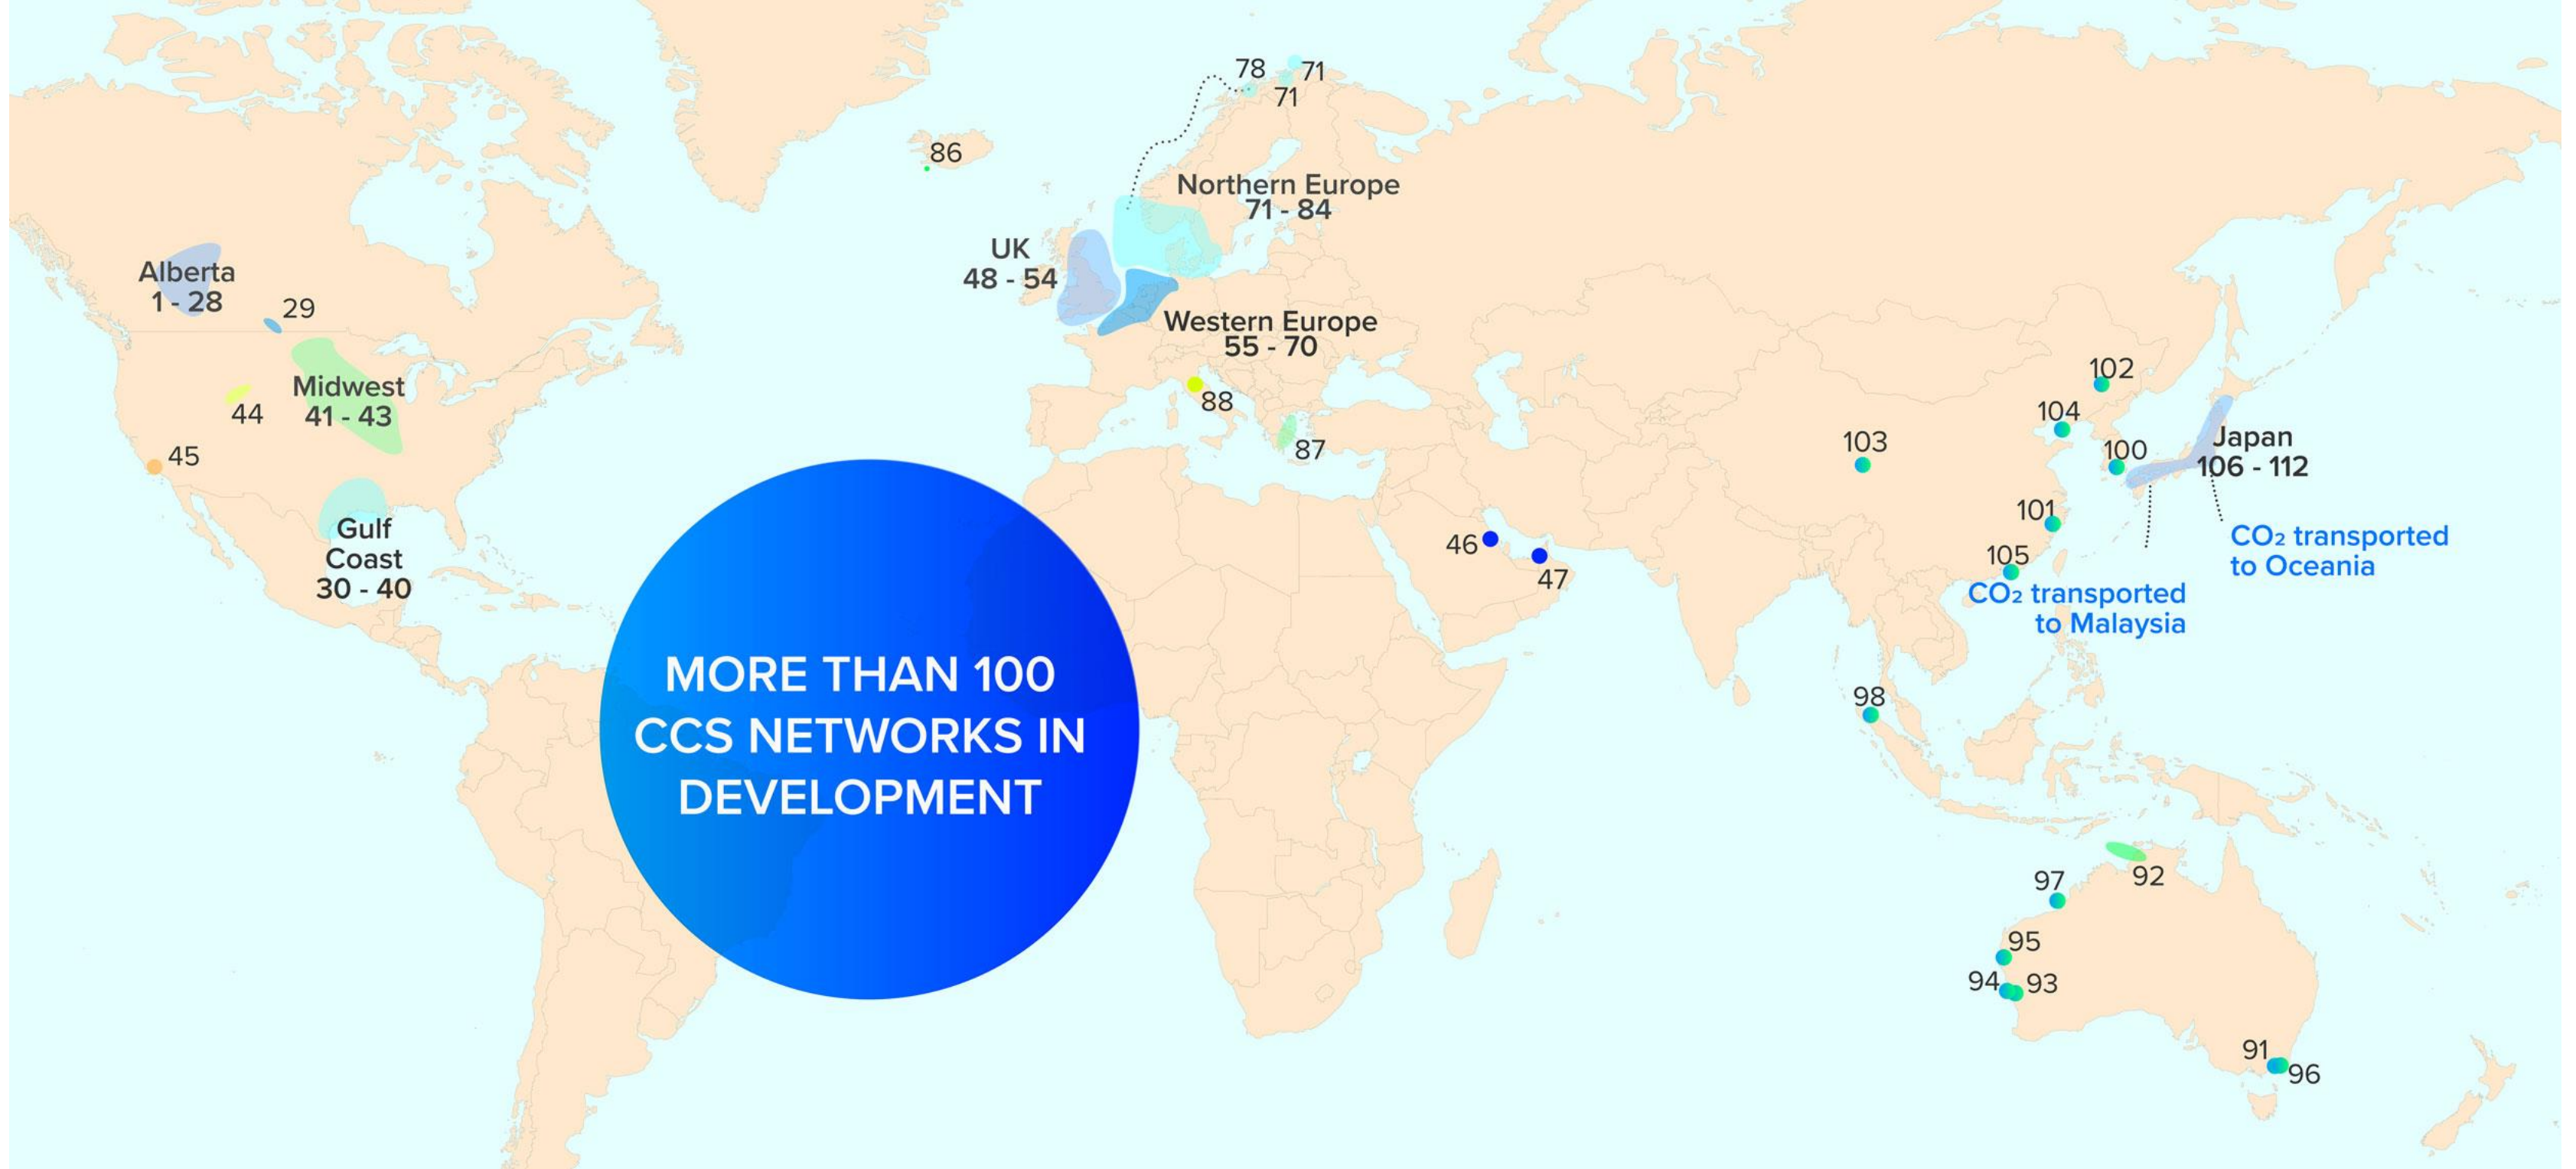 78
71
71
86
Northern Europe
71 - 84
UK
48 - 54
Alberta
1 - 28
29
Western Europe
55 - 70
Midwest
41 - 43
44
88
87
45
102
104
103
100
Japan
106 - 112
Gulf
Coast
30 - 40
46
47
101
105
CO2 transported
to Oceania
CO2 transported
to Malaysia
MORE THAN 100
CCS NETWORKS IN
DEVELOPMENT
98
97
92
95
94
93
91
96